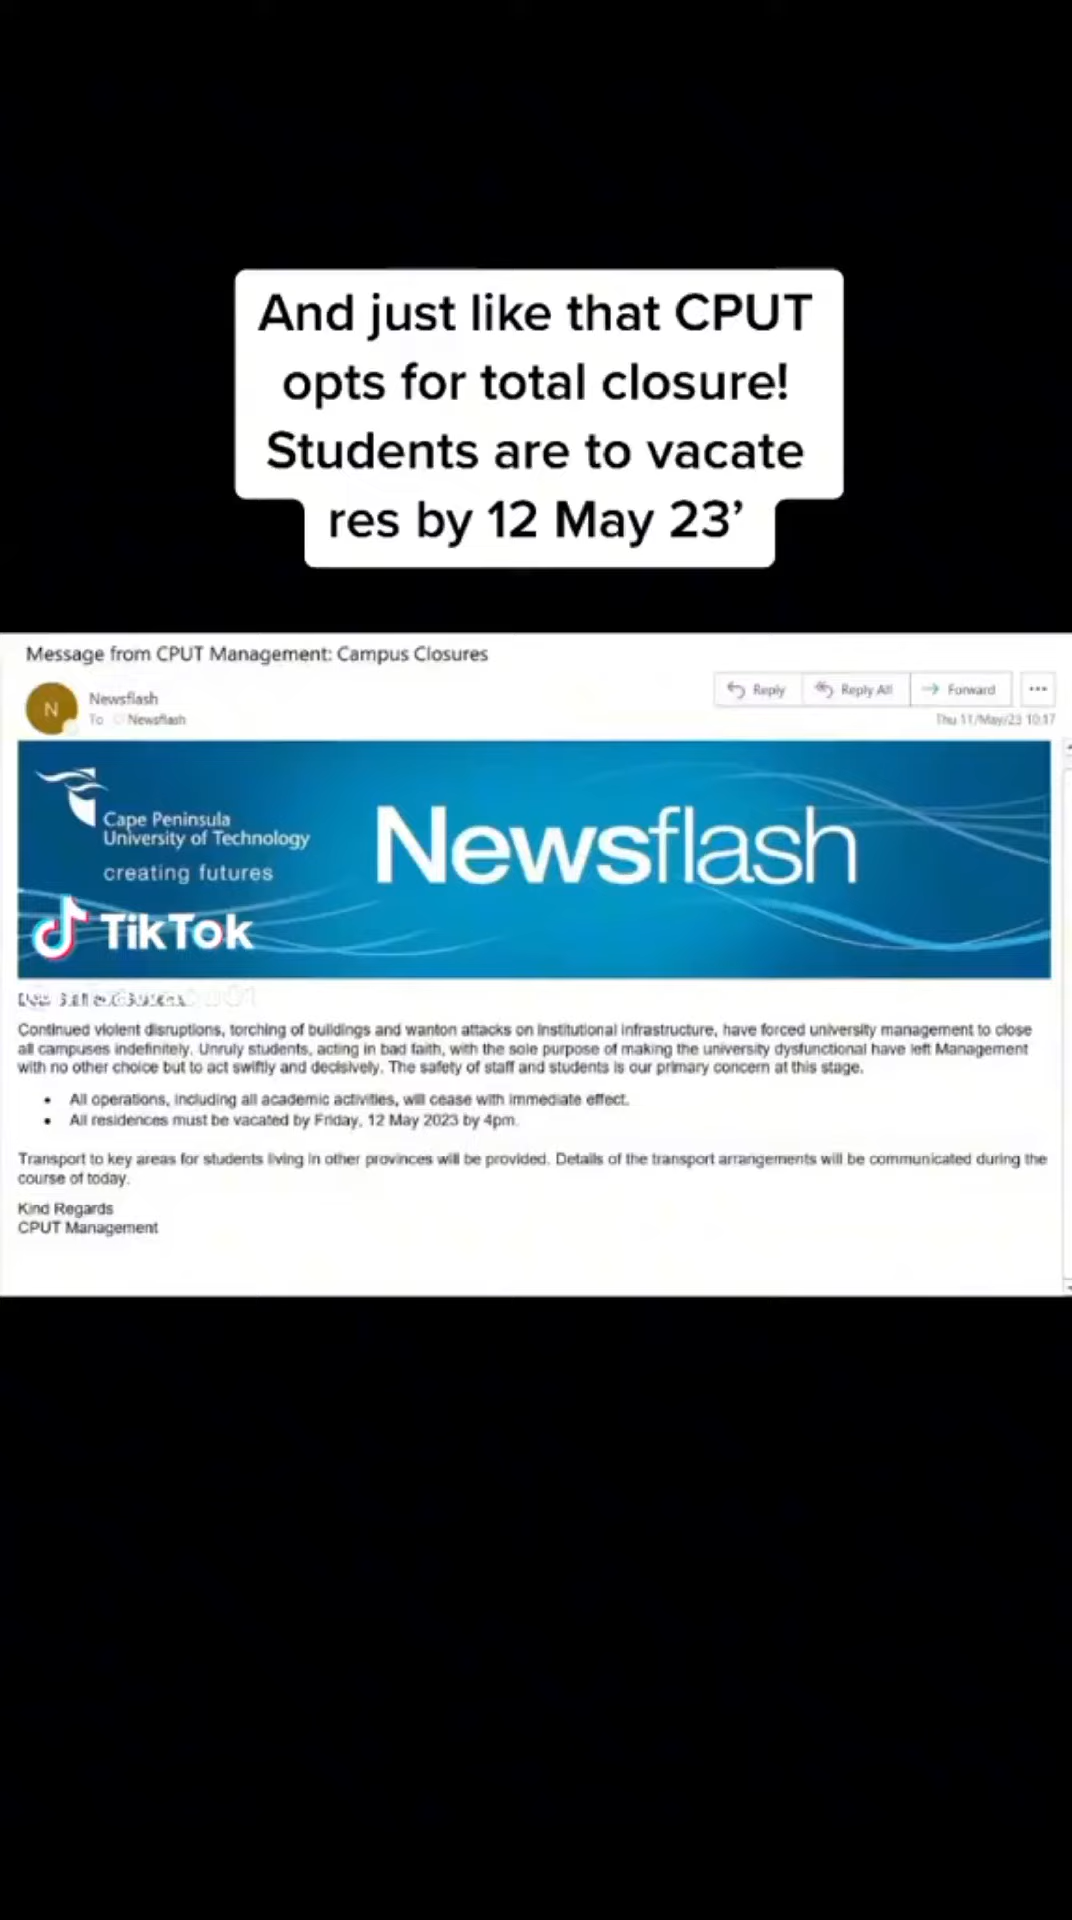 And just like that CPUT
opts for total closure!
Students are to vacate
res by 12 May 23’
Message from CPUT Management: Campus Closures
N
Newsflash
To Newsflash
Reply
Reply All
Forward
Thu 11/May/23 10:17
Cape Peninsula
University of Technology
creating futures
Newsflash
TikTok
Continued violent disruptions, torching of buildings and wanton attacks on institutional infrastructure, have forced university management to close
all campuses indefinitely. Unruly students, acting in bad faith, with the sole purpose of making the university dysfunctional have left Management
with no other choice but to act swiftly and decisively. The safety of staff and students is our primary concern at this stage.
• All operations, including all academic activities, will cease with immediate effect.
• All residences must be vacated by Friday, 12 May 2023 by 4pm.
Transport to key areas for students living in other provinces will be provided. Details of the transport arrangements will be communicated during the
course of today.
Kind Regards
CPUT Management